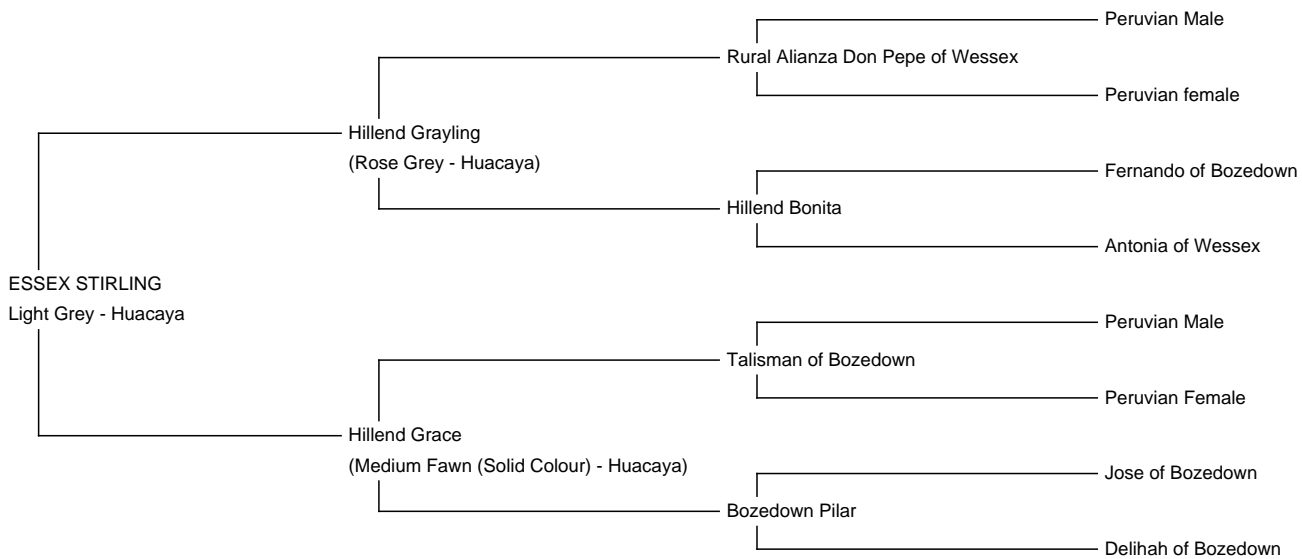 Peruvian Male
Rural Alianza Don Pepe of Wessex
Peruvian female
Hillend Grayling
(Rose Grey - Huacaya)
Fernando of Bozedown
Hillend Bonita
Antonia of Wessex
ESSEX STIRLING
Light Grey - Huacaya
Peruvian Male
Talisman of Bozedown
Peruvian Female
Hillend Grace
(Medium Fawn (Solid Colour) - Huacaya)
Jose of Bozedown
Bozedown Pilar
Delihah of Bozedown